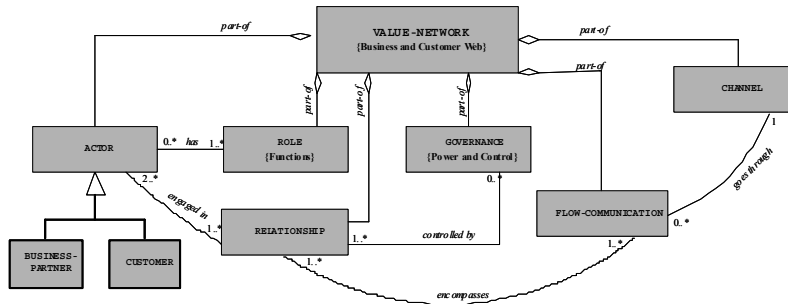 VALUE-NETWORK
{Business and Customer Web}
part-of
part-of
part-of
part-of
part-of
part-of
CHANNEL
1
ACTOR
0..* has 1..*
ROLE
{Functions}
GOVERNANCE
{Power and Control}
2..*
0..*
engaged in
goes through
FLOW-COMMUNICATION
0..*
1..*
RELATIONSHIP
1..*
controlled by
1..*
1..*
BUSINESS-
PARTNER
CUSTOMER
encompasses